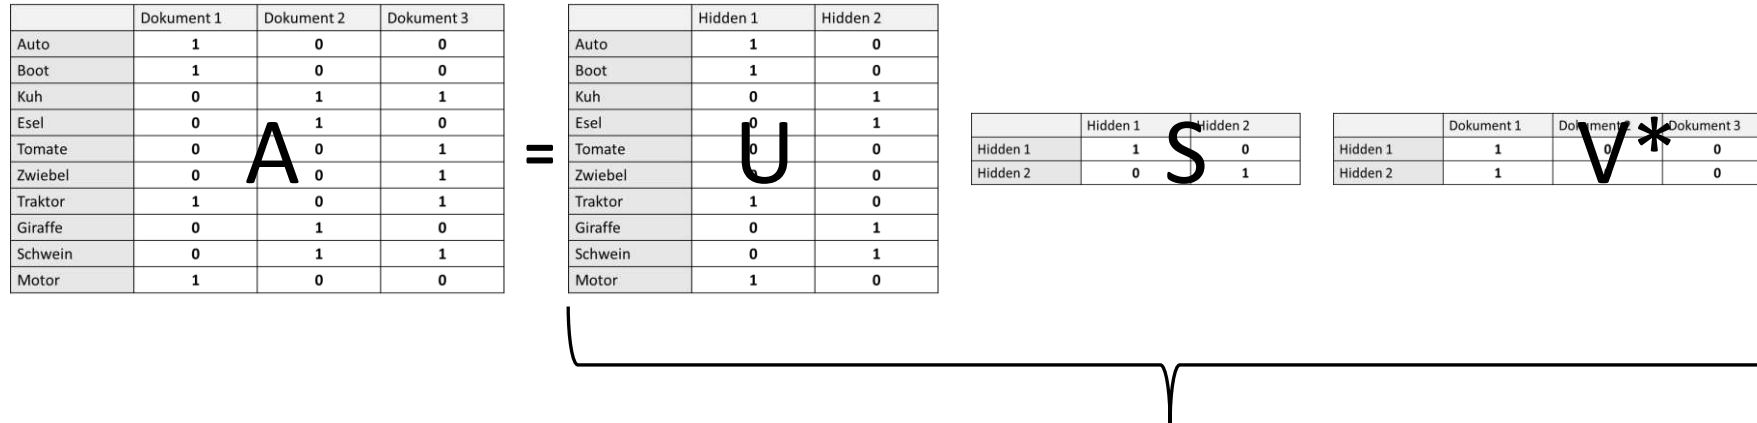 Dokument 1 Dokument 2 Dokument 3
Auto 1 0 0
Boot 1 0 0
Kuh 0 1 1
Esel 0 1 0
Tomate 0 0 1
Zwiebel 0 0 1
Traktor 1 0 1
Giraffe 0 1 0
Schwein 0 1 1
Motor 1 0 0
A
=
Hidden 1 Hidden 2
Auto 1 0
Boot 1 0
Kuh 0 1
Esel 0 1
Tomate 0 0
Zwiebel 0
Traktor 1 0
Giraffe 0 1
Schwein 0 1
Motor 1 0
U
Hidden 1 Hidden 2
Hidden 1 1 0
Hidden 2 0 1
S
Dokument 1 Dokument 2 Dokument 3
Hidden 1 1 0 0
Hidden 2 1 0
V*